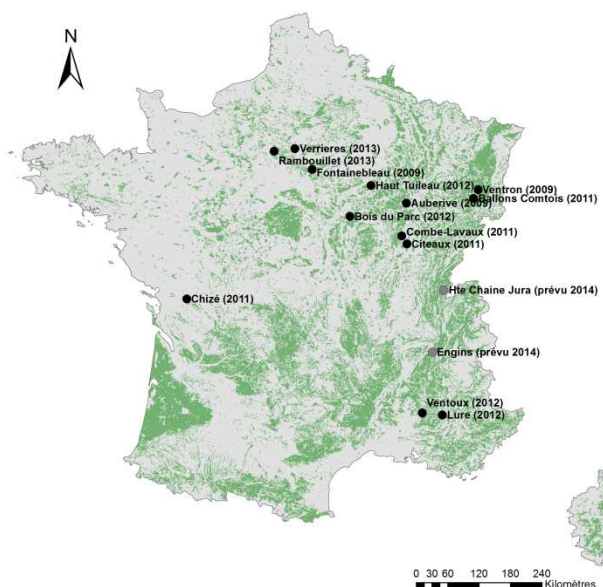 N
Verrieres (2013)
Rambouillet (2013)
Fontainebleau (2009)
Haut Tuileau (2012)
Ventron (2009)
Ballons Comtois (2011)
Auberive (2009)
Bois du Parc (2012)
Combe-Lavaux (2011)
Citeaux (2011)
Hte Chaine Jura (prévu 2014)
Chizé (2011)
Engins (prévu 2014)
Ventoux (2012)
Lure (2012)
0 30 60 120 180 240
Kilomètres